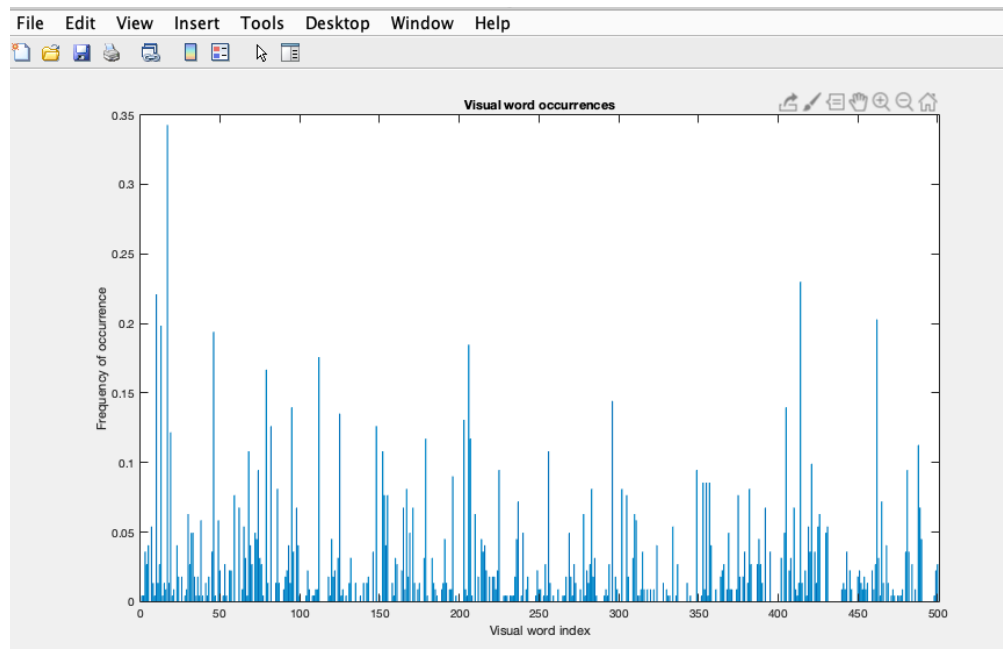 File Edit View Insert Tools Desktop Window Help
Visual word occurrences
0.35
0.3
0.25
0.2
0.15
0.1
0.05
0
Frequency of occurrence
0 50 100 150 200 250 300 350 400 450 500
Visual word index